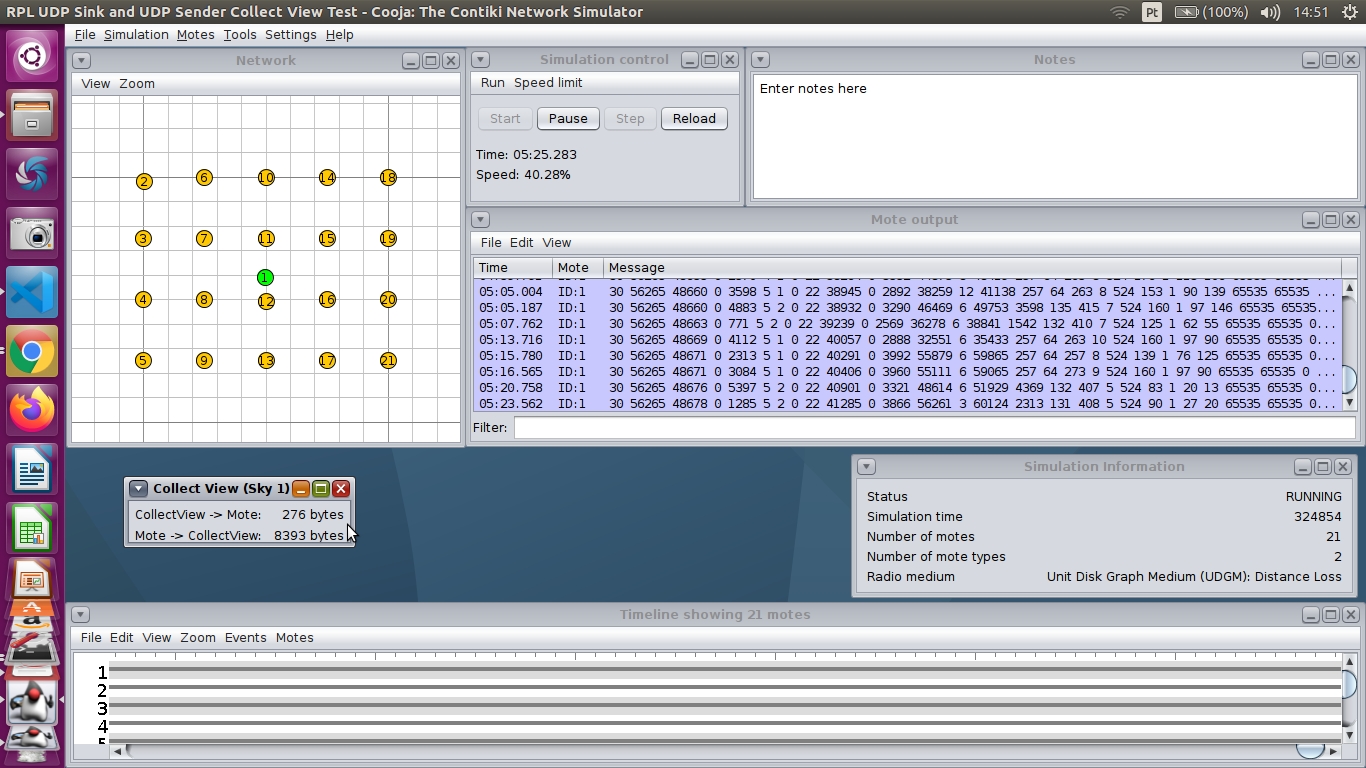 RPL UDP Sink and UDP Sender Collect View Test - Cooja: The Contiki Network Simulator
Pt (100%) 14:51
File Simulation Motes Tools Settings Help
Network
View Zoom
2 6 10 14 18
3 7 11 15 19
1
4 8 12 16 20
5 9 13 17 21
Simulation control
Run Speed limit
Start Pause Step Reload
Time: 05:25.283
Speed: 40.28%
Notes
Enter notes here
Mote output
File Edit View
Time Mote Message
05:05.004 ID:1 30 56265 48660 0 3598 5 1 0 22 38945 0 2892 38259 12 41138 257 64 263 8 524 153 1 90 139 65535 65535 ...
05:05.187 ID:1 30 56265 48660 0 4883 5 2 0 22 38932 0 3290 46469 6 49753 3598 135 415 7 524 160 1 97 146 65535 65535...
05:07.762 ID:1 30 56265 48663 0 771 5 2 0 22 39239 0 2569 36278 6 38841 1542 132 410 7 524 125 1 62 55 65535 65535 0...
05:13.716 ID:1 30 56265 48669 0 4112 5 1 0 22 40057 0 2888 32551 6 35433 257 64 263 10 524 160 1 97 90 65535 65535 0...
05:15.780 ID:1 30 56265 48671 0 2313 5 1 0 22 40291 0 3992 55879 6 59865 257 64 257 8 524 139 1 76 125 65535 65535 0...
05:16.565 ID:1 30 56265 48671 0 3084 5 1 0 22 40406 0 3960 55111 6 59065 257 64 273 9 524 160 1 97 90 65535 65535 0 ...
05:20.758 ID:1 30 56265 48676 0 5397 5 2 0 22 40901 0 3321 48614 6 51929 4369 132 407 5 524 83 1 20 13 65535 65535 0...
05:23.562 ID:1 30 56265 48678 0 1285 5 2 0 22 41285 0 3866 56261 3 60124 2313 131 408 5 524 90 1 27 20 65535 65535 0...
Filter:
Collect View (Sky 1)
CollectView -> Mote: 276 bytes
Mote -> CollectView: 8393 bytes
Simulation Information
Status RUNNING
Simulation time 324854
Number of motes 21
Number of mote types 2
Radio medium Unit Disk Graph Medium (UDGM): Distance Loss
Timeline showing 21 motes
File Edit View Zoom Events Motes
1
2
3
4